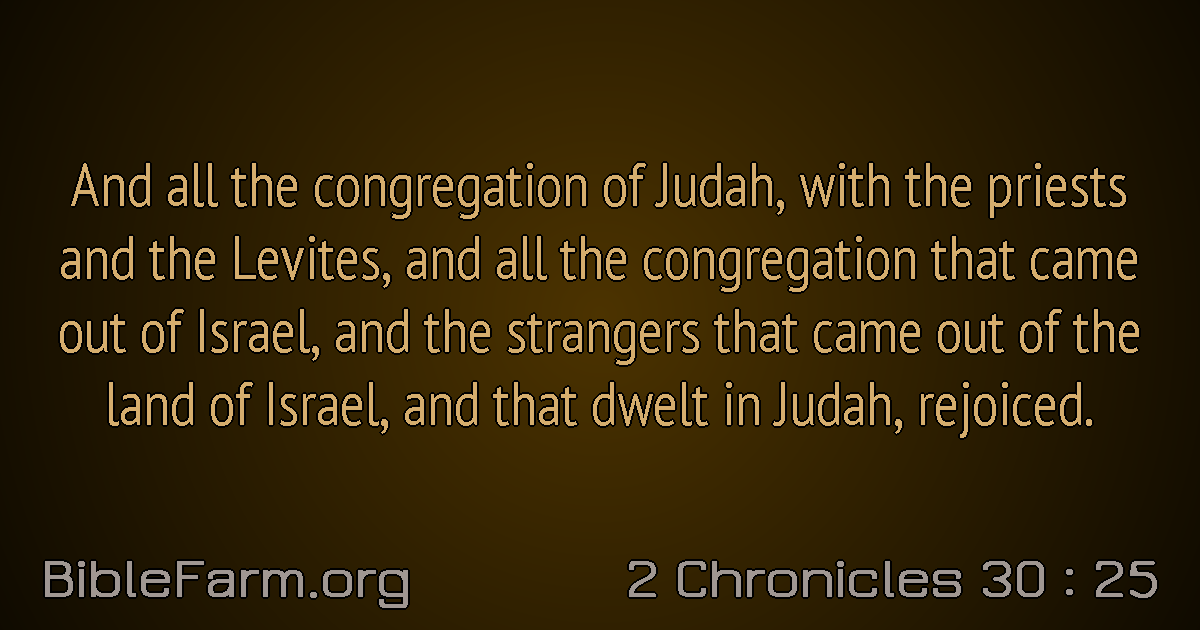 And all the congregation of Judah, with the priests
and the Levites, and all the congregation that came
out of Israel, and the strangers that came out of the
land of Israel, and that dwelt in Judah, rejoiced.
BibleFarm.org
2 Chronicles 30 : 25